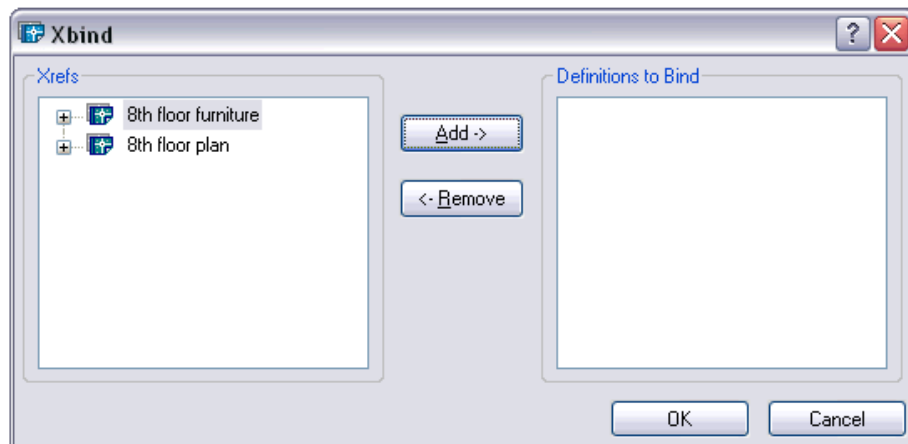 Xbind
?
Xrefs
8th floor furniture
8th floor plan
Add ->
<- Remove
Definitions to Bind
OK
Cancel